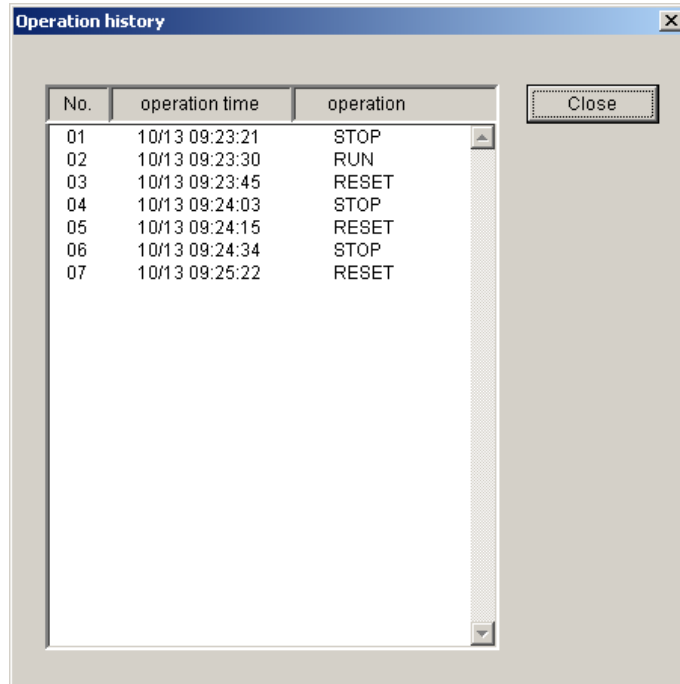 Operation history
No. operation time operation
Close
01 10/13 09:23:21 STOP
02 10/13 09:23:30 RUN
03 10/13 09:23:45 RESET
04 10/13 09:24:03 STOP
05 10/13 09:24:15 RESET
06 10/13 09:24:34 STOP
07 10/13 09:25:22 RESET